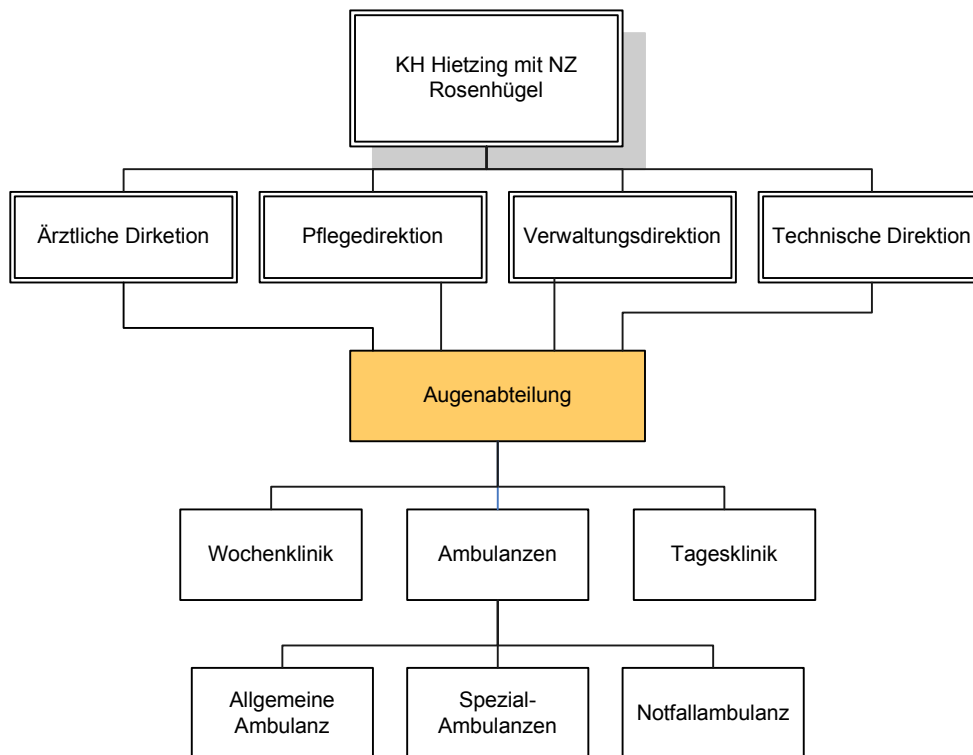 KH Hietzing mit NZ
Rosenhügel
Ärztliche Dirketion
Pflegedirektion
Verwaltungsdirektion
Technische Direktion
Augenabteilung
Wochenklinik
Ambulanzen
Tagesklinik
Allgemeine
Ambulanz
Spezial-
Ambulanzen
Notfallambulanz